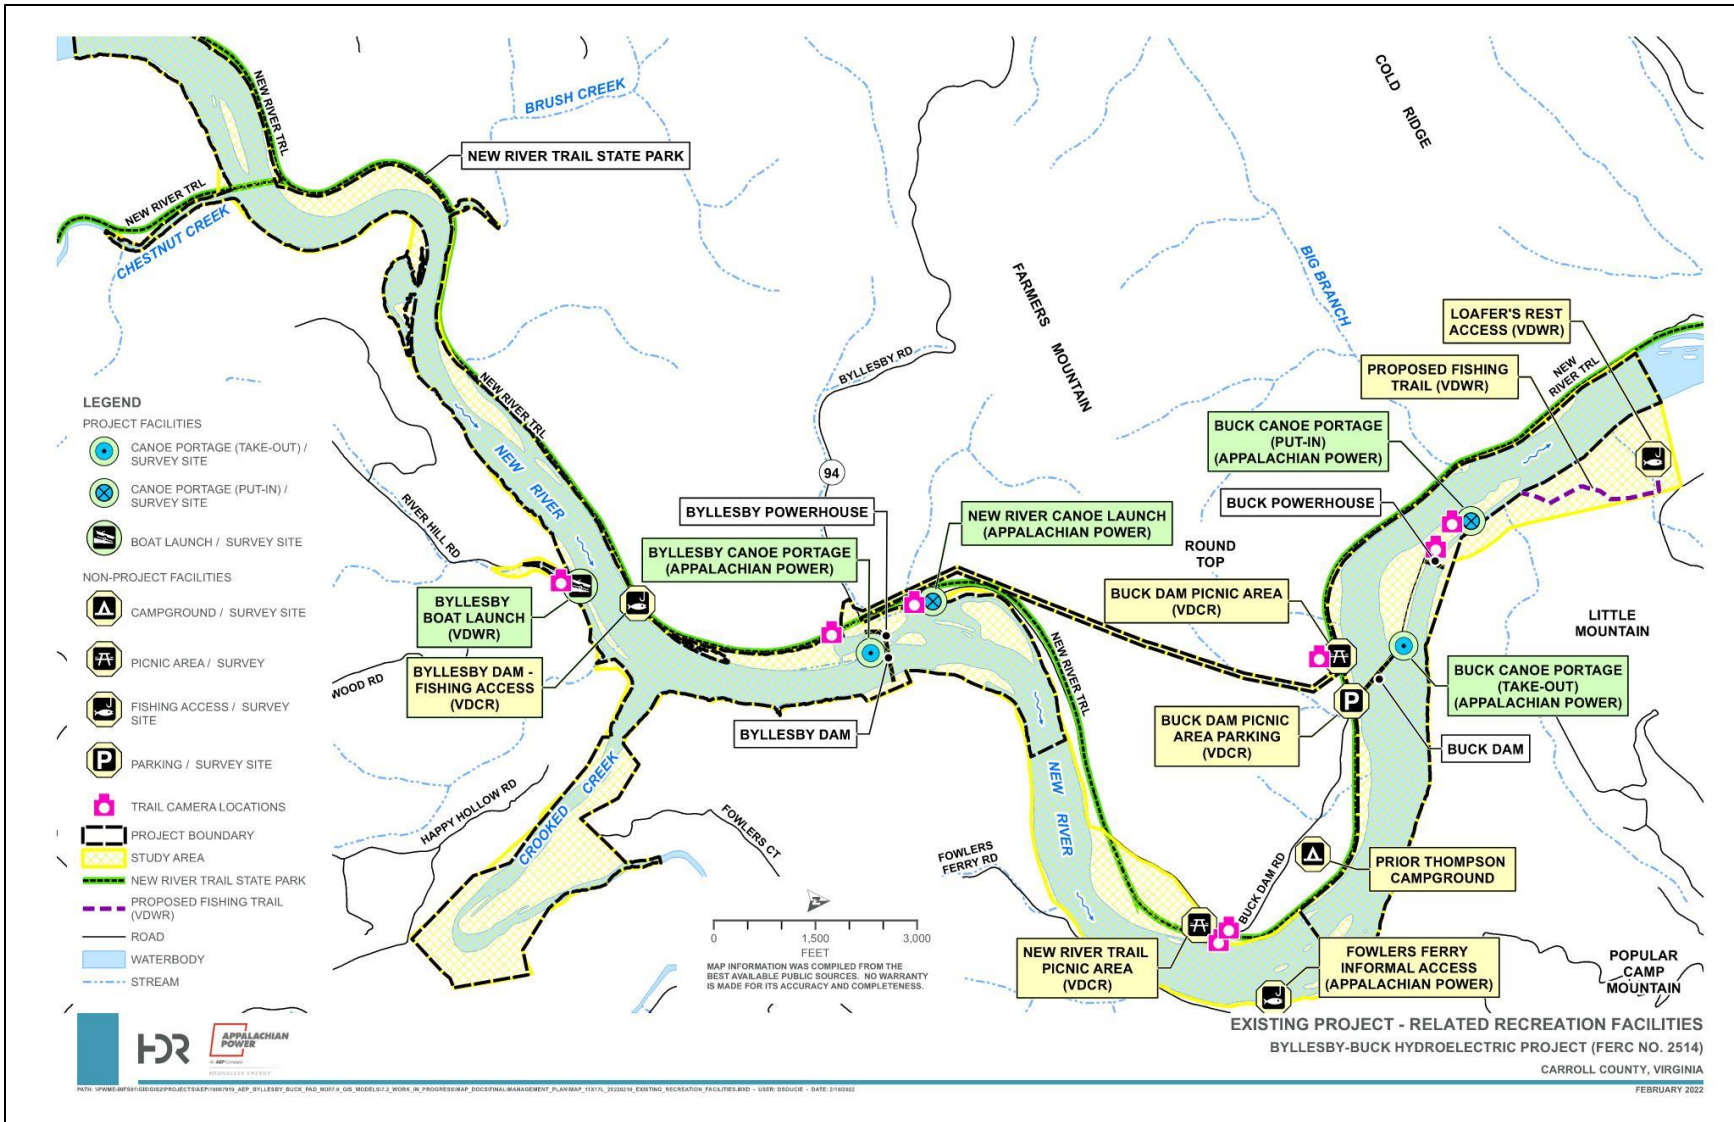 NEW RIVER TRL
BRUSH CREEK
COLD RIDGE
NEW RIVER TRAIL STATE PARK
NEW RIVER TRL
CHESTNUT CREEK
BIG BRANCH
FARMERS MOUNTAIN
LOAFER'S REST
ACCESS (VDWR)
BYLLESBY RD
PROPOSED FISHING
TRAIL (VDWR)
NEW
RIVER TRL
NEW RIVER TRL
BUCK CANOE PORTAGE
(PUT-IN)
(APPALACHIAN POWER)
NEW RIVER
94
BUCK POWERHOUSE
BYLLESBY POWERHOUSE
NEW RIVER CANOE LAUNCH
(APPALACHIAN POWER)
RIVER HILL RD
BYLLESBY CANOE PORTAGE
(APPALACHIAN POWER)
ROUND
TOP
BUCK DAM PICNIC AREA
(VDCR)
BYLLESBY
BOAT LAUNCH
(VDWR)
LITTLE
MOUNTAIN
NEW RIVER TRL
BYLLESBY DAM -
FISHING ACCESS
(VDCR)
WOOD RD
BUCK CANOE PORTAGE
(TAKE-OUT)
(APPALACHIAN POWER)
P
BUCK DAM PICNIC
AREA PARKING
(VDCR)
BYLLESBY DAM
BUCK DAM
NEW RIVER
CROOKED CREEK
HAPPY HOLLOW RD
FOWLERS CT
FOWLERS
FERRY RD
BUCK DAM RD
PRIOR THOMPSON
CAMPGROUND
NEW RIVER TRAIL
PICNIC AREA
(VDCR)
FOWLERS FERRY
INFORMAL ACCESS
(APPALACHIAN POWER)
POPULAR
CAMP
MOUNTAIN
LEGEND
PROJECT FACILITIES
CANOE PORTAGE (TAKE-OUT) /
SURVEY SITE
CANOE PORTAGE (PUT-IN) /
SURVEY SITE
BOAT LAUNCH / SURVEY SITE
NON-PROJECT FACILITIES
CAMPGROUND / SURVEY SITE
PICNIC AREA / SURVEY
FISHING ACCESS / SURVEY
SITE
P
PARKING / SURVEY SITE
TRAIL CAMERA LOCATIONS
PROJECT BOUNDARY
STUDY AREA
NEW RIVER TRAIL STATE PARK
PROPOSED FISHING TRAIL
(VDWR)
ROAD
WATERBODY
STREAM
0 1,500 3,000
FEET
MAP INFORMATION WAS COMPILED FROM THE
BEST AVAILABLE PUBLIC SOURCES. NO WARRANTY
IS MADE FOR ITS ACCURACY AND COMPLETENESS.
HDR
APPALACHIAN
POWER
An AEP Company
BOUNDLESS ENERGY
EXISTING PROJECT - RELATED RECREATION FACILITIES
BYLLESBY-BUCK HYDROELECTRIC PROJECT (FERC NO. 2514)
CARROLL COUNTY, VIRGINIA
FEBRUARY 2022